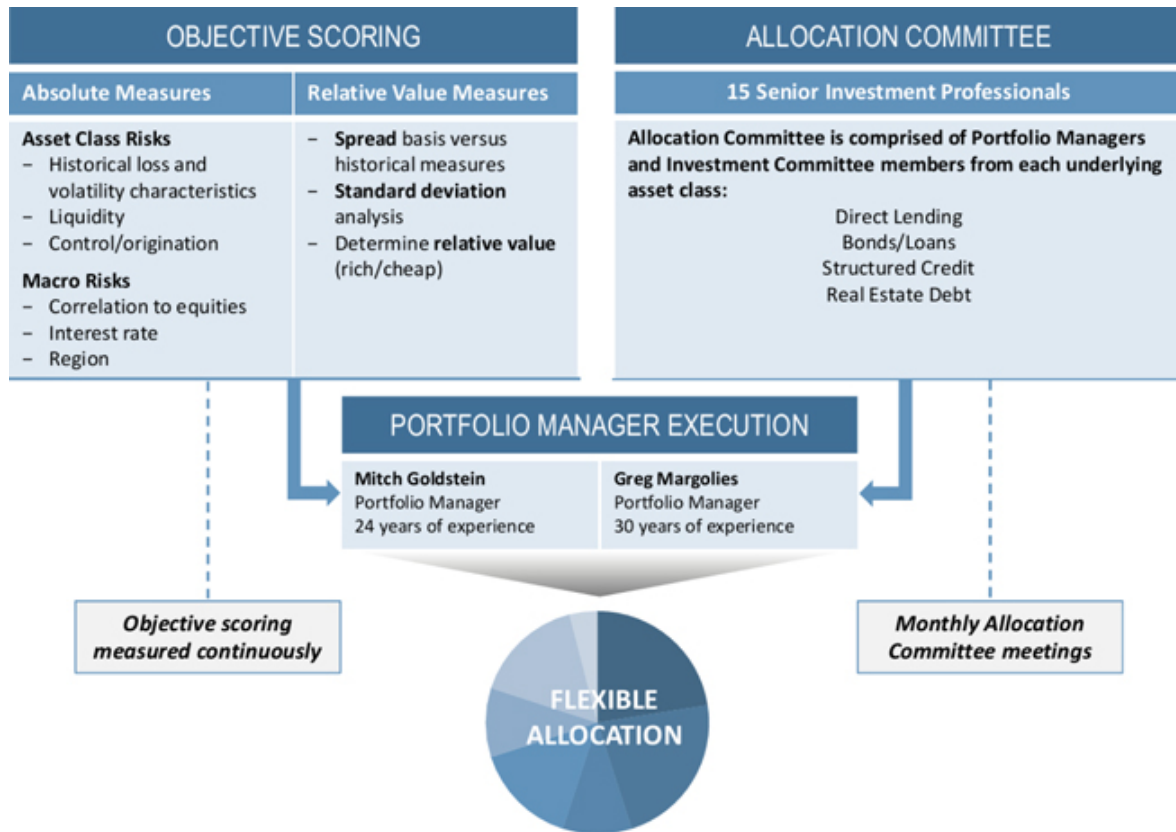 OBJECTIVE SCORING
Absolute Measures
Asset Class Risks
– Historical loss and
volatility characteristics
– Liquidity
– Control/origination
Macro Risks
– Correlation to equities
– Interest rate
– Region
Relative Value Measures
– Spread basis versus
historical measures
– Standard deviation
analysis
– Determine relative value
(rich/cheap)
ALLOCATION COMMITTEE
15 Senior Investment Professionals
Allocation Committee is comprised of Portfolio Managers
and Investment Committee members from each underlying
asset class:
Direct Lending
Bonds/Loans
Structured Credit
Real Estate Debt
PORTFOLIO MANAGER EXECUTION
Mitch Goldstein
Portfolio Manager
24 years of experience
Greg Margolies
Portfolio Manager
30 years of experience
Objective scoring
measured continuously
Monthly Allocation
Committee meetings
FLEXIBLE
ALLOCATION